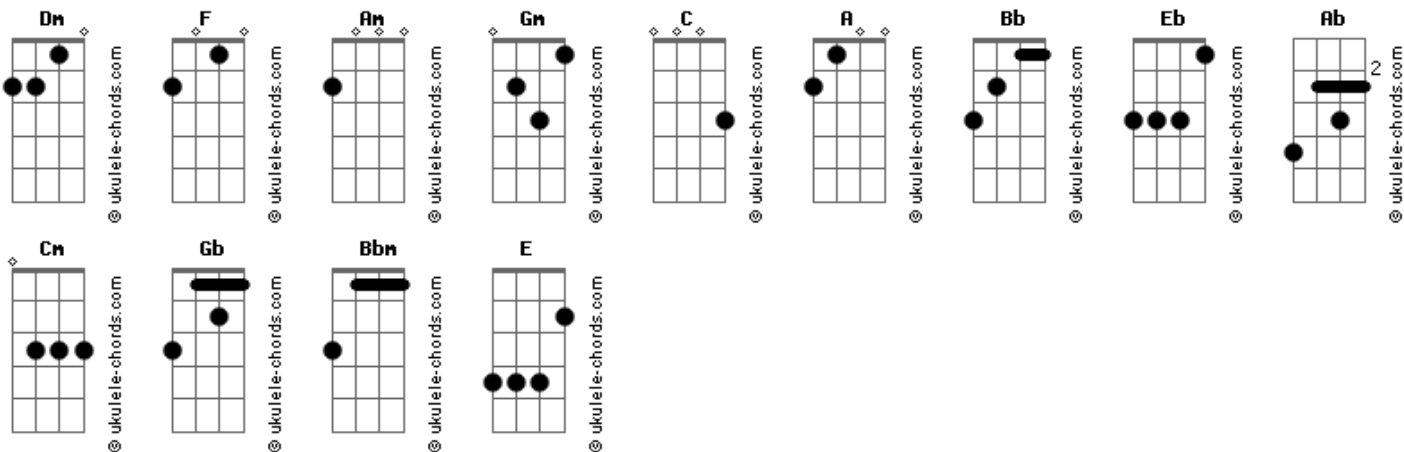 Dm F Am Gm C A Bb Eb Ab
2
© ukulele-chords.com © ukulele-chords.com © ukulele-chords.com © ukulele-chords.com © ukulele-chords.com © ukulele-chords.com © ukulele-chords.com © ukulele-chords.com © ukulele-chords.com
Cm Gb Bbm E
© ukulele-chords.com © ukulele-chords.com © ukulele-chords.com © ukulele-chords.com